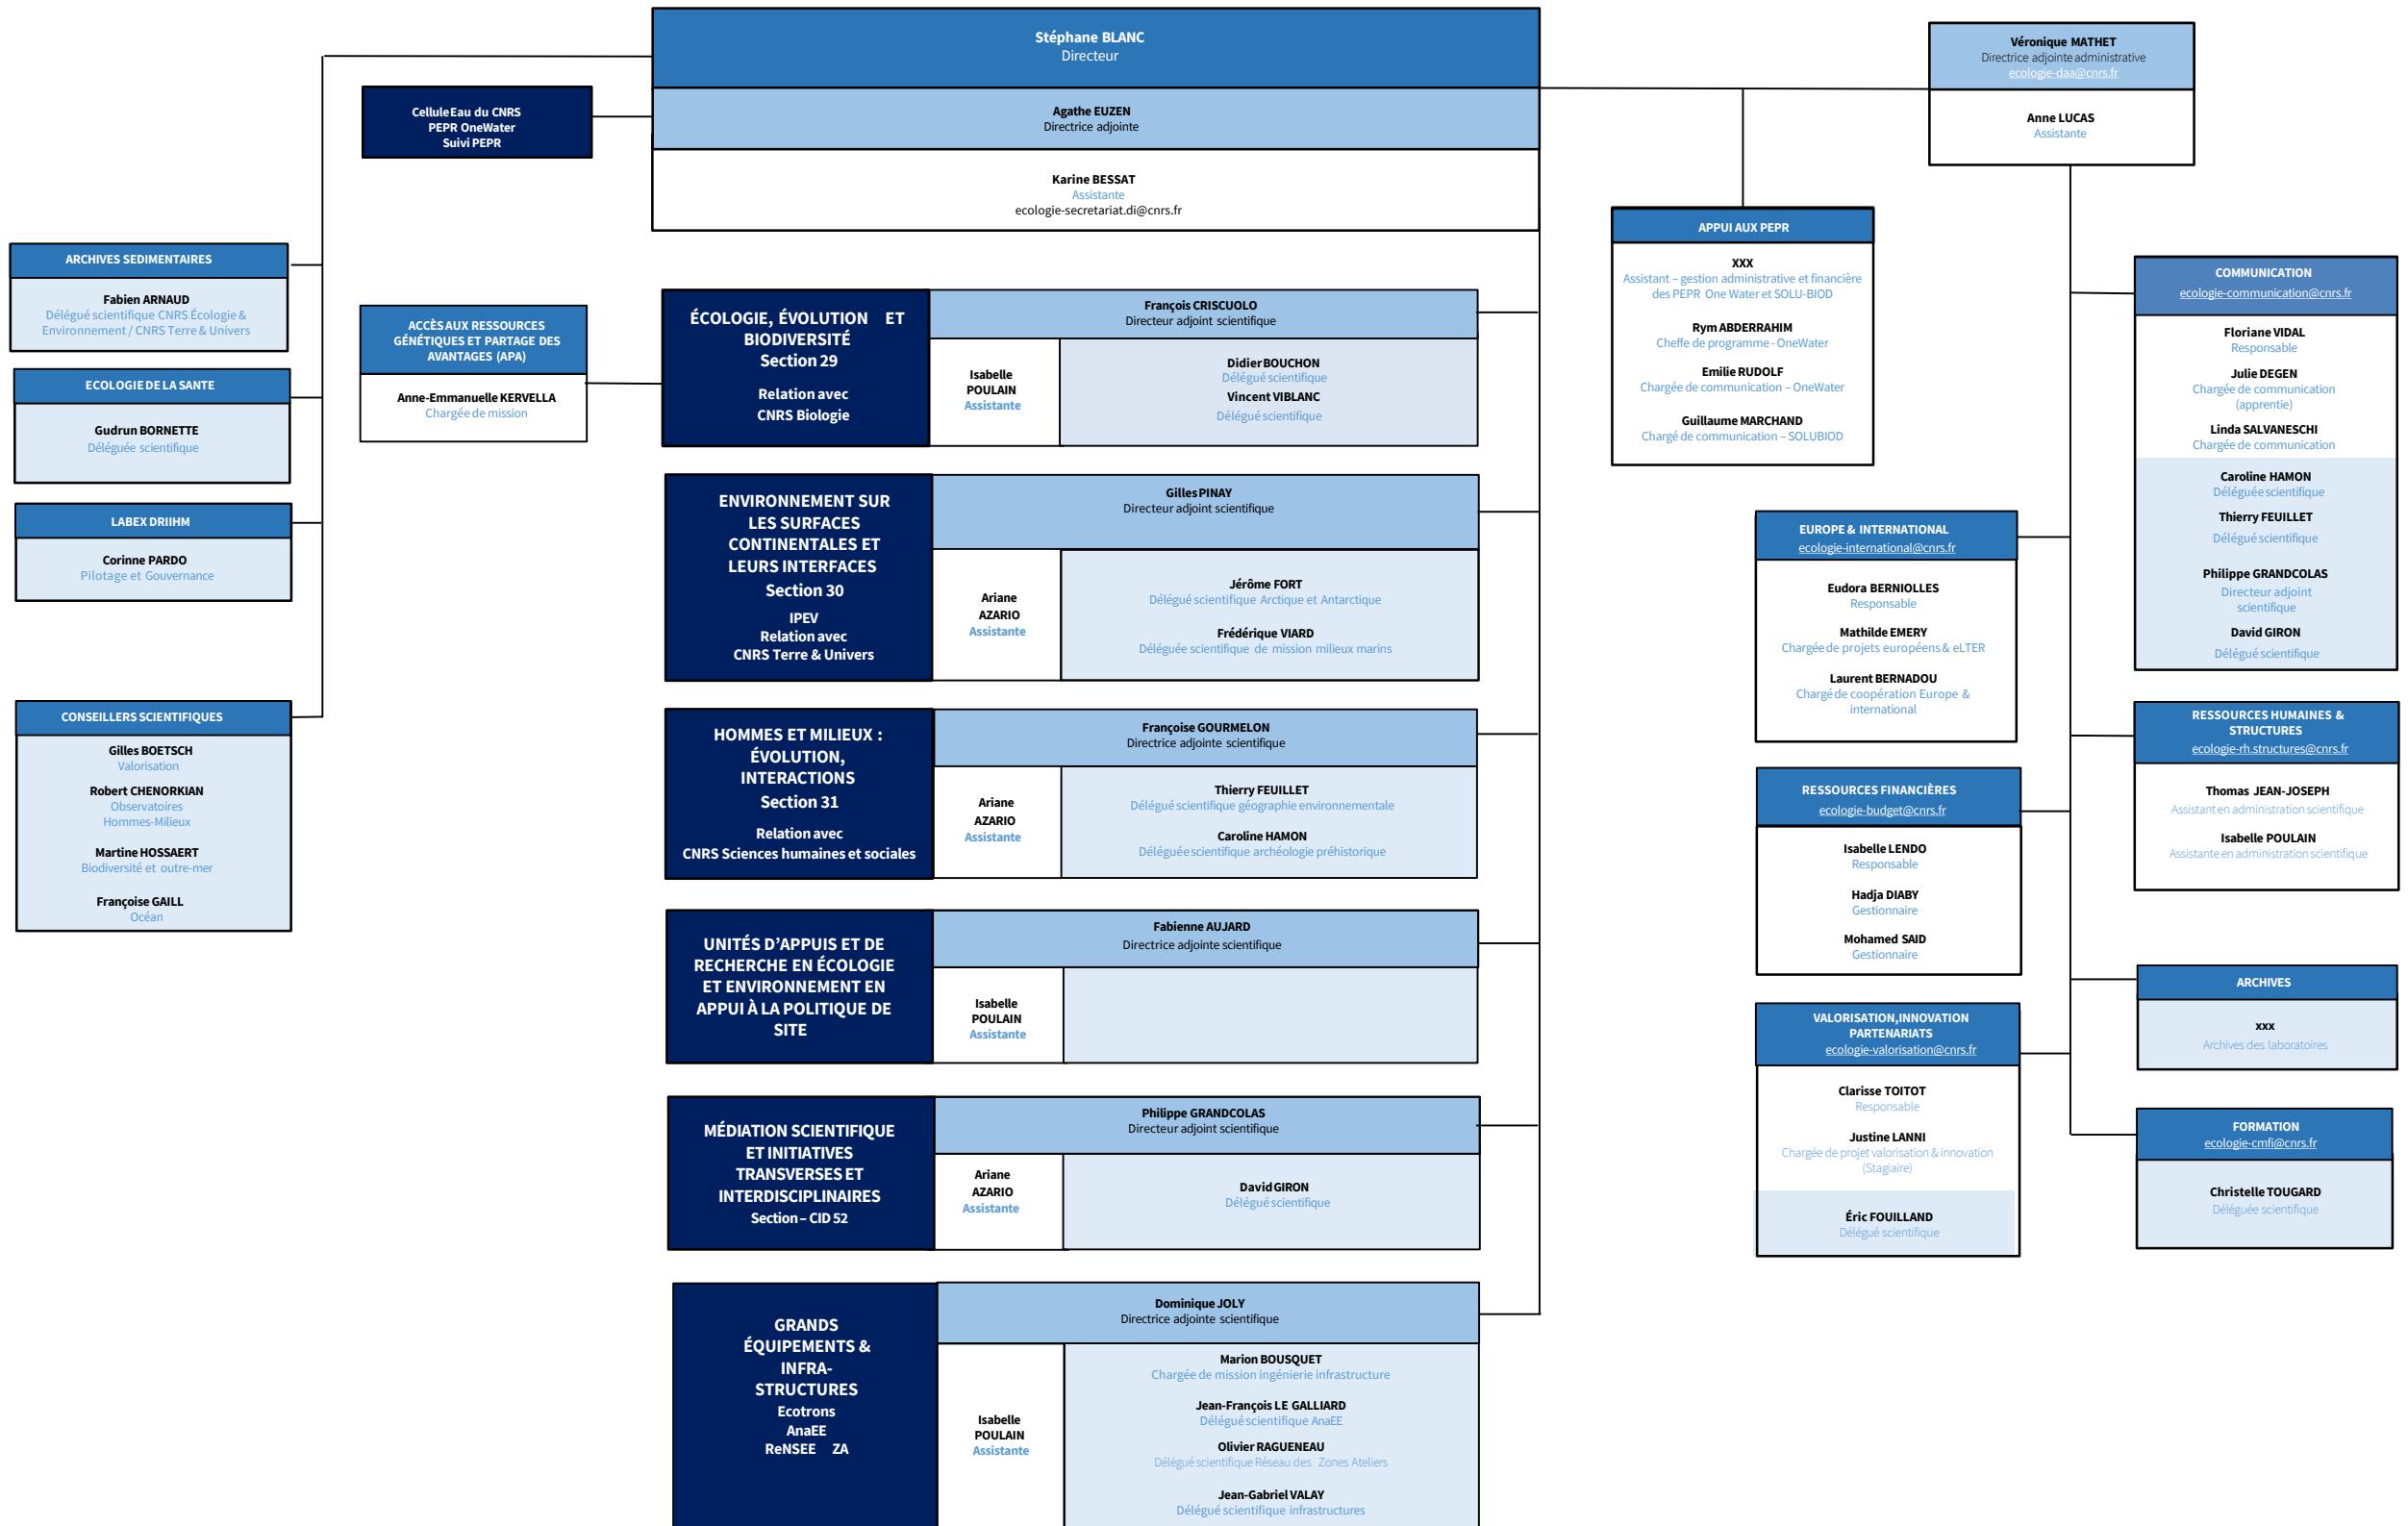 Stéphane BLANC
Directeur
Agathe EUZEN
Directrice adjointe
Karine BESSAT
Assistante
ecologie-secretariat.di@cnrs.fr
Cellule Eau du CNRS
PEPR OneWater
Suivi PEPR
Véronique MATHET
Directrice adjointe administrative
ecologie-daa@cnrs.fr
Anne LUCAS
Assistante
ARCHIVES SEDIMENTAIRES
Fabien ARNAUD
Délégué scientifique CNRS Écologie &
Environnement / CNRS Terre & Univers
ECOLOGIE DE LA SANTE
Gudrun BORNETTE
Déléguée scientifique
LABEX DRIIHM
Corinne PARDO
Pilotage et Gouvernance
CONSEILLERS SCIENTIFIQUES
Gilles BOETSCH
Valorisation
Robert CHENORKIAN
Observatoires
Hommes-Milieux
Martine HOSSAERT
Biodiversité et outre-mer
Françoise GAILL
Océan
ACCÈS AUX RESSOURCES
GÉNÉTIQUES ET PARTAGE DES
AVANTAGES (APA)
Anne-Emmanuelle KERVELLA
Chargée de mission
ÉCOLOGIE, ÉVOLUTION ET
BIODIVERSITÉ
Section 29
Relation avec
CNRS Biologie
François CRISCUOLO
Directeur adjoint scientifique
Isabelle
POULAIN
Assistante
Didier BOUCHON
Délégué scientifique
Vincent VIBLANC
Délégué scientifique
ENVIRONNEMENT SUR
LES SURFACES
CONTINENTALES ET
LEURS INTERFACES
Section 30
IPEV
Relation avec
CNRS Terre & Univers
Gilles PINAY
Directeur adjoint scientifique
Ariane
AZARIO
Assistante
Jérôme FORT
Délégué scientifique Arctique et Antarctique
Frédérique VIARD
Déléguée scientifique de mission milieux marins
HOMMES ET MILIEUX :
ÉVOLUTION,
INTERACTIONS
Section 31
Relation avec
CNRS Sciences humaines et sociales
Françoise GOURMELON
Directrice adjointe scientifique
Ariane
AZARIO
Assistante
Thierry FEUILLET
Délégué scientifique géographie environnementale
Caroline HAMON
Déléguée scientifique archéologie préhistorique
UNITÉS D'APPUIS ET DE
RECHERCHE EN ÉCOLOGIE
ET ENVIRONNEMENT EN
APPUI À LA POLITIQUE DE
SITE
Fabienne AUJARD
Directrice adjointe scientifique
Isabelle
POULAIN
Assistante
MÉDIATION SCIENTIFIQUE
ET INITIATIVES
TRANSVERSES ET
INTERDISCIPLINAIRES
Section – CID 52
Philippe GRANDCOLAS
Directeur adjoint scientifique
Ariane
AZARIO
Assistante
David GIRON
Délégué scientifique
GRANDS
ÉQUIPEMENTS &
INFRA-
STRUCTURES
Ecotrons
AnaEE
ReNSEE ZA
Dominique JOLY
Directrice adjointe scientifique
Isabelle
POULAIN
Assistante
Marion BOUSQUET
Chargée de mission ingénierie infrastructure
Jean-François LE GALLIARD
Délégué scientifique AnaEE
Olivier RAGUENEAU
Délégué scientifique Réseau des Zones Ateliers
Jean-Gabriel VALAY
Délégué scientifique infrastructures
APPUI AUX PEPR
XXX
Assistant – gestion administrative et financière
des PEPR One Water et SOLU-BIOD
Rym ABDERRAHIM
Cheffe de programme - OneWater
Emilie RUDOLF
Chargée de communication – OneWater
Guillaume MARCHAND
Chargé de communication – SOLUBIOD
EUROPE & INTERNATIONAL
ecologie-international@cnrs.fr
Eudora BERNIOLLES
Responsable
Mathilde EMERY
Chargée de projets européens & eLTER
Laurent BERNADOU
Chargé de coopération Europe &
international
RESSOURCES FINANCIÈRES
ecologie-budget@cnrs.fr
Isabelle LENDO
Responsable
Hadja DIABY
Gestionnaire
Mohamed SAID
Gestionnaire
VALORISATION,INNOVATION
PARTENARIATS
ecologie-valorisation@cnrs.fr
Clarisse TOITOT
Responsable
Justine LANNI
Chargée de projet valorisation & innovation
(Stagiaire)
Éric FOUILLAND
Délégué scientifique
COMMUNICATION
ecologie-communication@cnrs.fr
Floriane VIDAL
Responsable
Julie DEGEN
Chargée de communication
(apprentie)
Linda SALVANESCHI
Chargée de communication
Caroline HAMON
Déléguée scientifique
Thierry FEUILLET
Délégué scientifique
Philippe GRANDCOLAS
Directeur adjoint
scientifique
David GIRON
Délégué scientifique
RESSOURCES HUMAINES &
STRUCTURES
ecologie-rh.structures@cnrs.fr
Thomas JEAN-JOSEPH
Assistant en administration scientifique
Isabelle POULAIN
Assistante en administration scientifique
ARCHIVES
xxx
Archives des laboratoires
FORMATION
ecologie-cmfi@cnrs.fr
Christelle TOUGARD
Déléguée scientifique